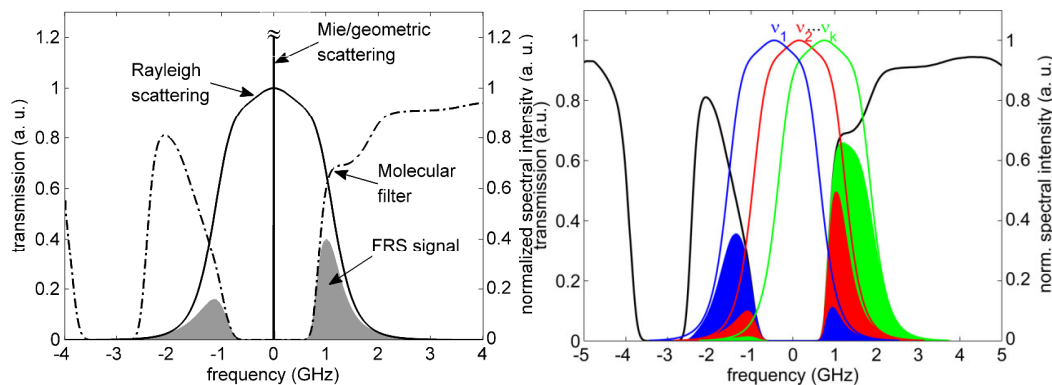 ≈
Mie/geometric
scattering
Rayleigh
scattering
Molecular
filter
FRS signal
1.2
1
0.8
0.6
0.4
0.2
0
transmission (a. u.)
-4 -3 -2 -1 0 1 2 3 4
frequency (GHz)
1.2
1
0.8
0.6
0.4
0.2
0
normalized spectral intensity (a. u.)
ν1 ν2...νk
1
0.8
0.6
0.4
0.2
0
transmission (a.u.)
-5 -4 -3 -2 -1 0 1 2 3 4 5
frequency (GHz)
1
0.8
0.6
0.4
0.2
0
norm. spectral intensity (a. u.)